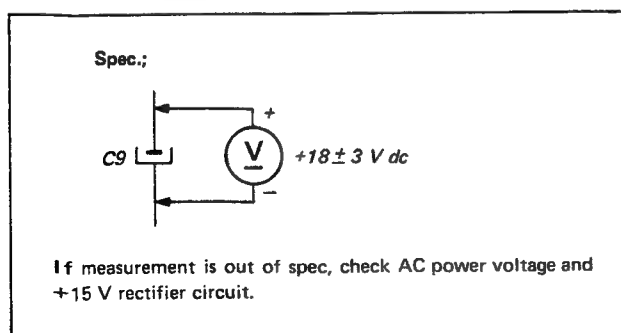 Spec.;
+
C9
V
+18 ± 3 V dc
−
If measurement is out of spec, check AC power voltage and
+15 V rectifier circuit.